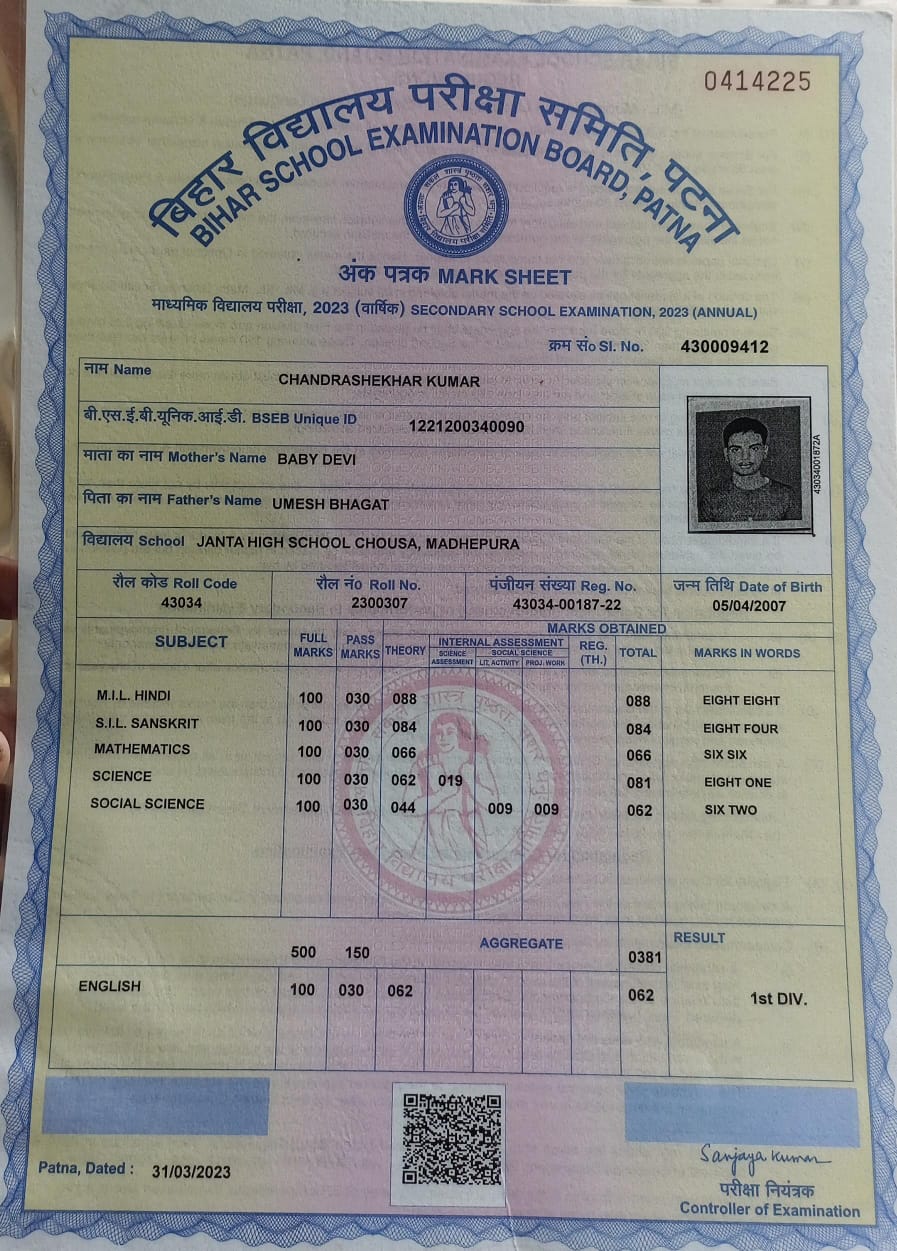 0414225
बिहार विद्यालय परीक्षा समिति, पटना
BIHAR SCHOOL EXAMINATION BOARD, PATNA
अंक पत्रक MARK SHEET
माध्यमिक विद्यालय परीक्षा, 2023 (वार्षिक) SECONDARY SCHOOL EXAMINATION, 2023 (ANNUAL)
क्रम सं० Sl. No. 430009412
नाम Name CHANDRASHEKHAR KUMAR
बी.एस.ई.बी.यूनिक.आई.डी. BSEB Unique ID 1221200340090
माता का नाम Mother's Name BABY DEVI
पिता का नाम Father's Name UMESH BHAGAT
विद्यालय School JANTA HIGH SCHOOL CHOUSA, MADHEPURA
43034001872A
रौल कोड Roll Code रौल नं० Roll No. पंजीयन संख्या Reg. No. जन्म तिथि Date of Birth
43034 2300307 43034-00187-22 05/04/2007
SUBJECT FULL MARKS PASS MARKS MARKS OBTAINED
THEORY INTERNAL ASSESSMENT REG. (TH.) TOTAL MARKS IN WORDS
SCIENCE ASSESSMENT SOCIAL SCIENCE
LIT. ACTIVITY PROJ. WORK
M.I.L. HINDI 100 030 088 088 EIGHT EIGHT
S.I.L. SANSKRIT 100 030 084 084 EIGHT FOUR
MATHEMATICS 100 030 066 066 SIX SIX
SCIENCE 100 030 062 019 081 EIGHT ONE
SOCIAL SCIENCE 100 030 044 009 009 062 SIX TWO
500 150 AGGREGATE 0381 RESULT
ENGLISH 100 030 062 062 1st DIV.
Patna, Dated : 31/03/2023
Sanjaya Kumar
परीक्षा नियंत्रक
Controller of Examination